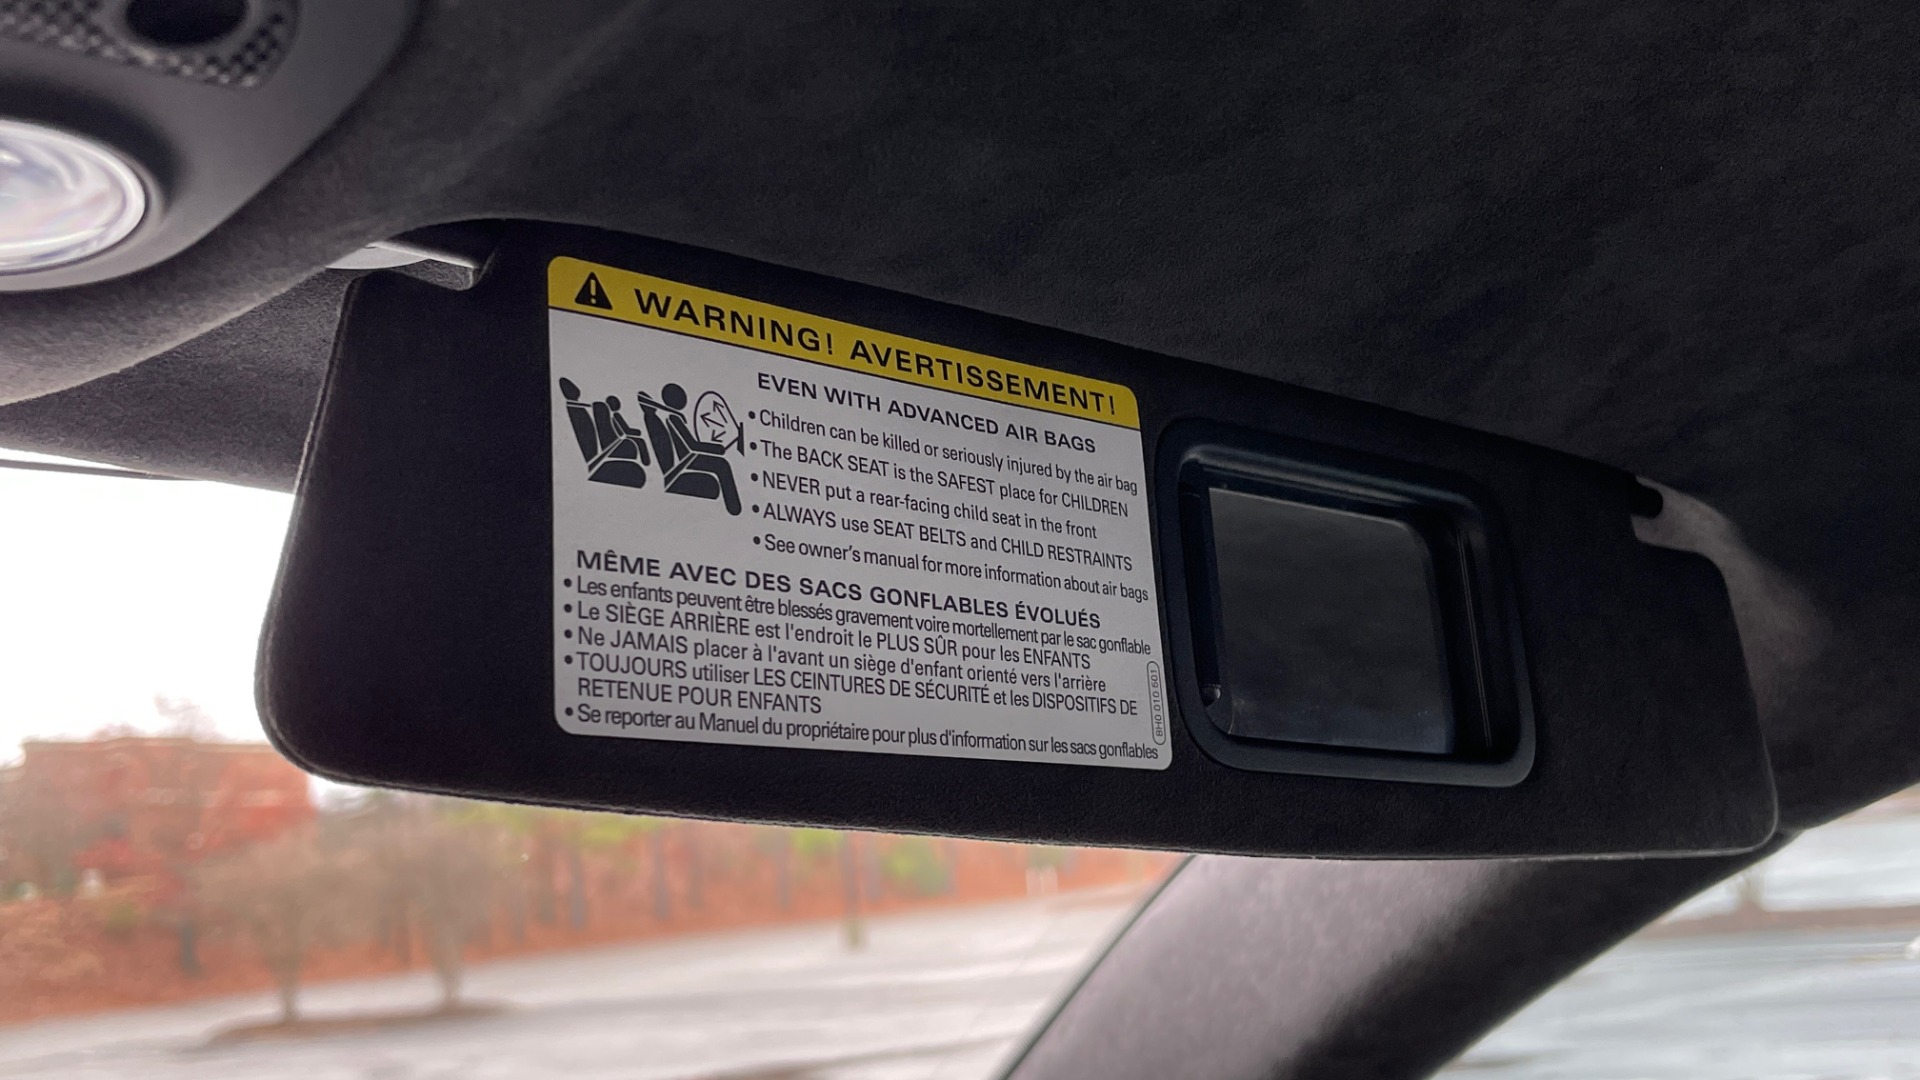 WARNING! AVERTISSEMENT!
EVEN WITH ADVANCED AIR BAGS
• Children can be killed or seriously injured by the air bag
• The BACK SEAT is the SAFEST place for CHILDREN
• NEVER put a rear-facing child seat in the front
• ALWAYS use SEAT BELTS and CHILD RESTRAINTS
• See owner's manual for more information about air bags
MÊME AVEC DES SACS GONFLABLES ÉVOLUÉS
• Les enfants peuvent être blessés gravement voire mortellement par le sac gonflable
• Le SIÈGE ARRIÈRE est l'endroit le PLUS SÛR pour les ENFANTS
• Ne JAMAIS placer à l'avant un siège d'enfant orienté vers l'arrière
• TOUJOURS utiliser LES CEINTURES DE SÉCURITÉ et les DISPOSITIFS DE
RETENUE POUR ENFANTS
• Se reporter au Manuel du propriétaire pour plus d'information sur les sacs gonflables
8H0 010 601